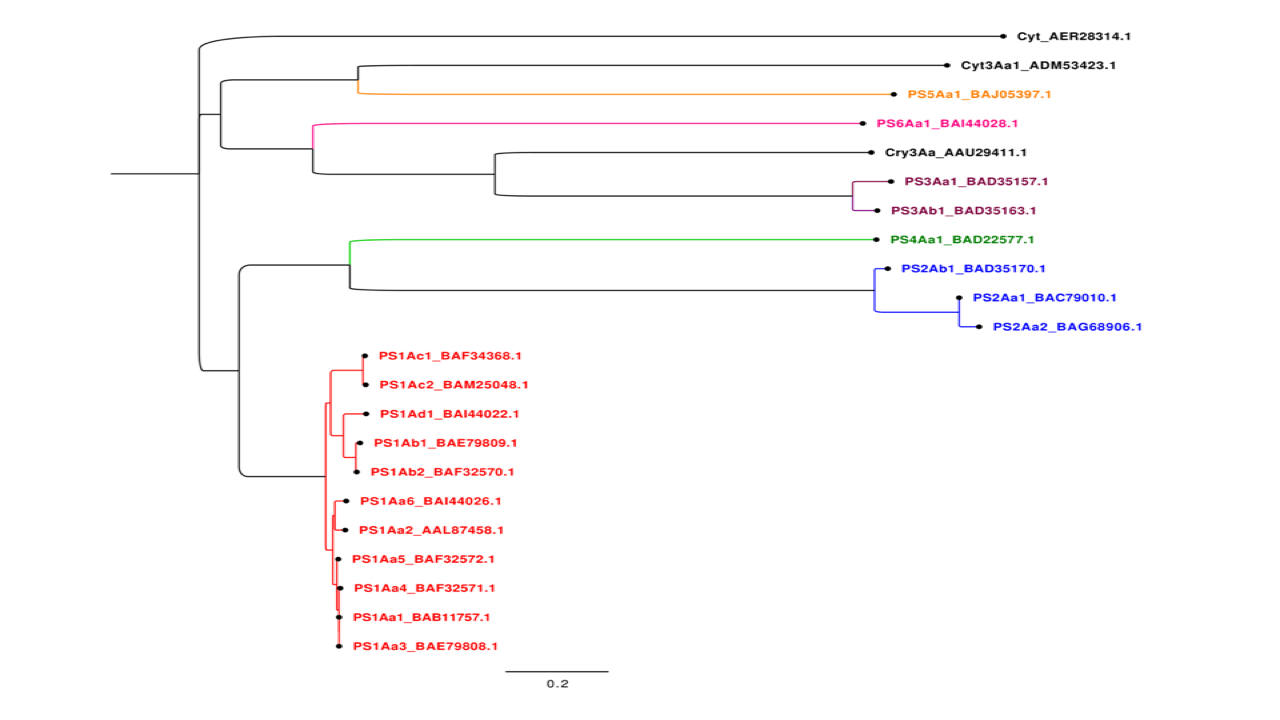 Cyt_AER28314.1
Cyt3Aa1_ADM53423.1
PS5Aa1_BAJ05397.1
PS6Aa1_BAI44028.1
Cry3Aa_AAU29411.1
PS3Aa1_BAD35157.1
PS3Ab1_BAD35163.1
PS4Aa1_BAD22577.1
PS2Ab1_BAD35170.1
PS2Aa1_BAC79010.1
PS2Aa2_BAG68906.1
PS1Ac1_BAF34368.1
PS1Ac2_BAM25048.1
PS1Ad1_BAI44022.1
PS1Ab1_BAE79809.1
PS1Ab2_BAF32570.1
PS1Aa6_BAI44026.1
PS1Aa2_AAL87458.1
PS1Aa5_BAF32572.1
PS1Aa4_BAF32571.1
PS1Aa1_BAB11757.1
PS1Aa3_BAE79808.1
0.2